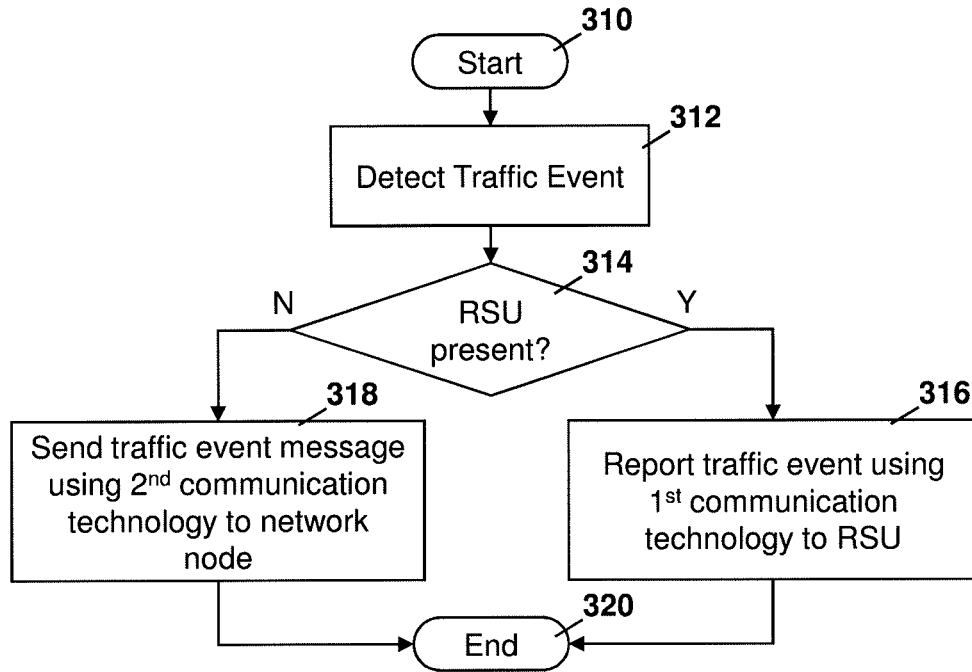 310
Start
312
Detect Traffic Event
314
N
Y
RSU
present?
318
Send traffic event message
using 2nd communication
technology to network
node
316
Report traffic event using
1st communication
technology to RSU
320
End